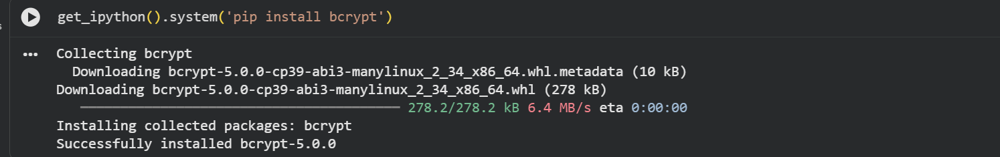 get_ipython().system('pip install bcrypt')
Collecting bcrypt
Downloading bcrypt-5.0.0-cp39-abi3-manylinux_2_34_x86_64.whl.metadata (10 kB)
Downloading bcrypt-5.0.0-cp39-abi3-manylinux_2_34_x86_64.whl (278 kB)
278.2/278.2 kB 6.4 MB/s eta 0:00:00
Installing collected packages: bcrypt
Successfully installed bcrypt-5.0.0